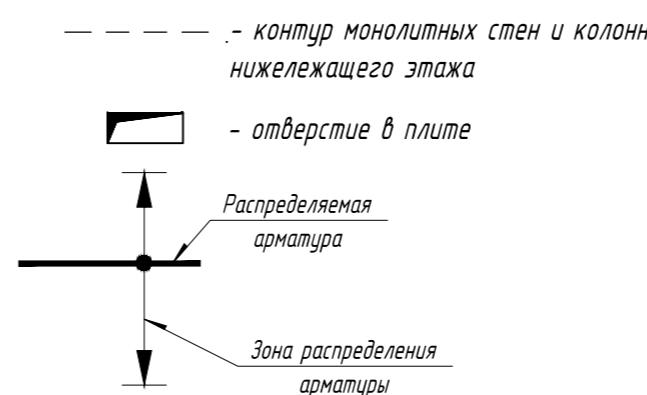 - контур монолитных стен и колонн
нижележащего этажа
- отверстие в плите
Распределяемая
арматура
Зона распределения
арматуры